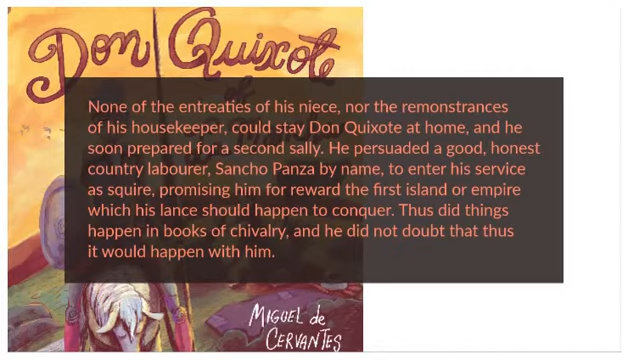 Don Quixote
None of the entreaties of his niece, nor the remonstrances
of his housekeeper, could stay Don Quixote at home, and he
soon prepared for a second sally. He persuaded a good, honest
country labourer, Sancho Panza by name, to enter his service
as squire, promising him for reward the first island or empire
which his lance should happen to conquer. Thus did things
happen in books of chivalry, and he did not doubt that thus
it would happen with him.
MIGUEL de
CERVANTES